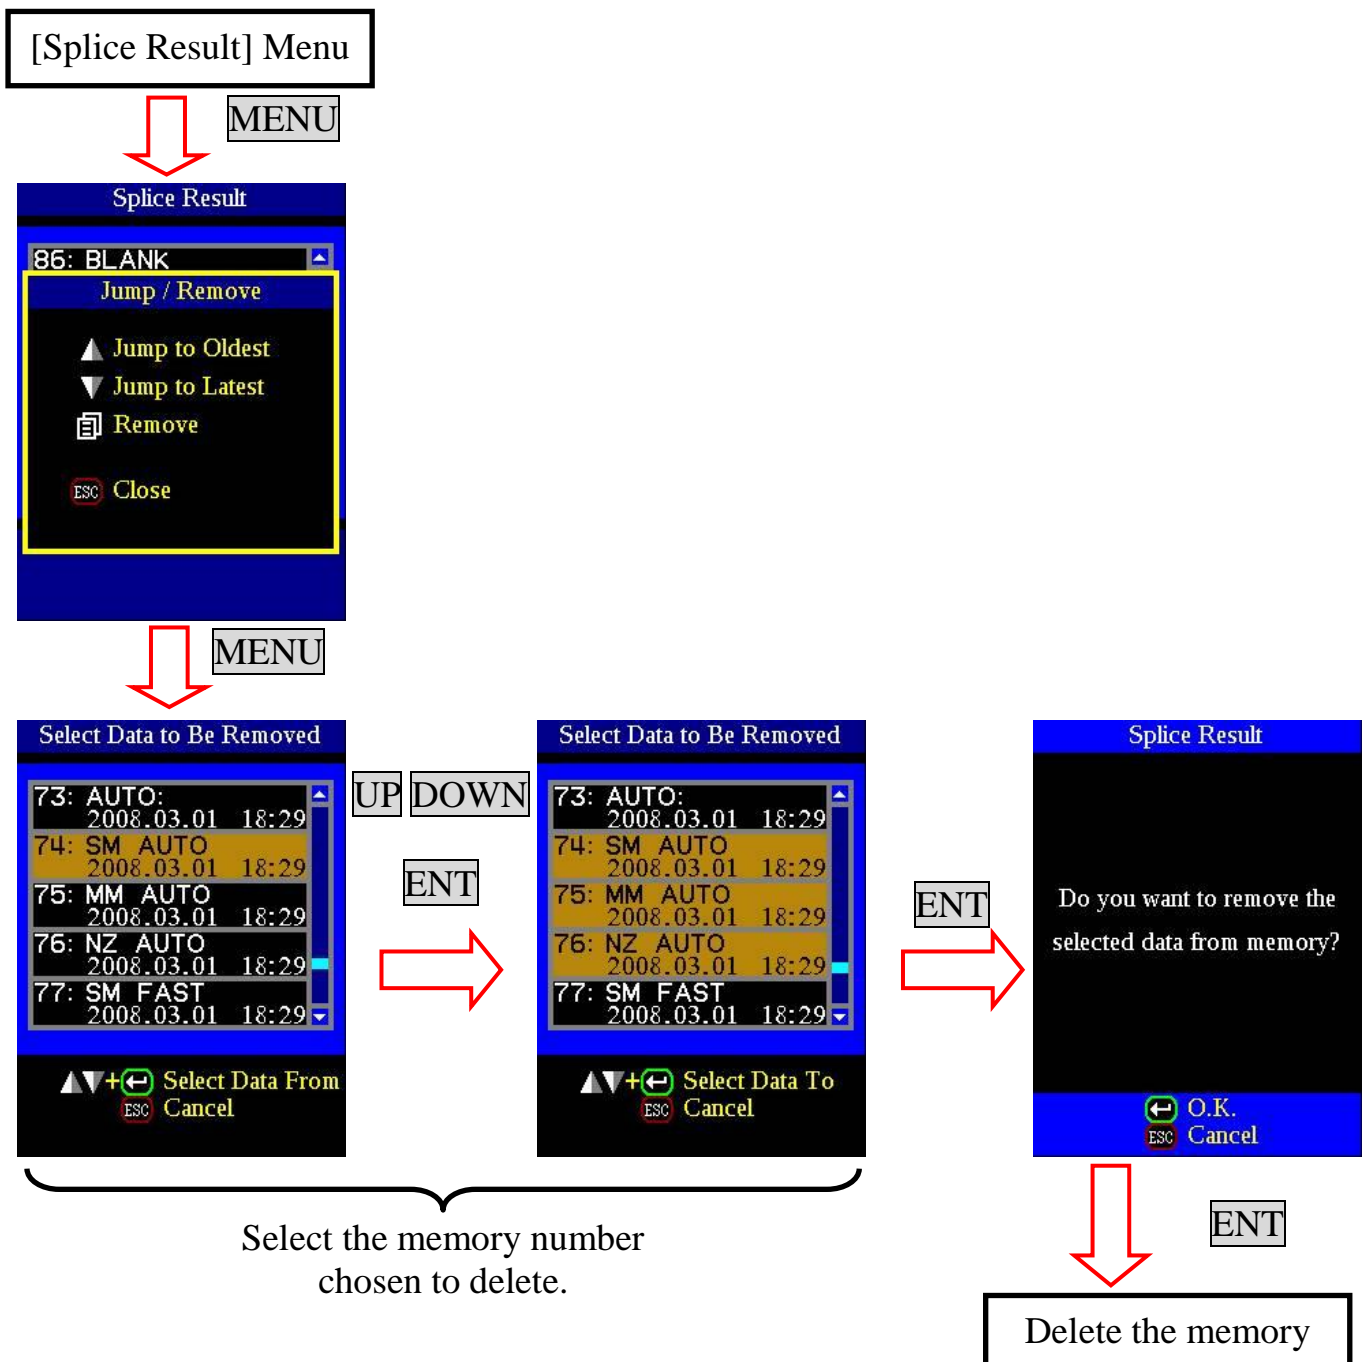 [Splice Result] Menu
MENU
Splice Result
86: BLANK
Jump / Remove
Jump to Oldest
Jump to Latest
Remove
ESC Close
MENU
Select Data to Be Removed
73: AUTO:
2008.03.01 18:29
74: SM AUTO
2008.03.01 18:29
75: MM AUTO
2008.03.01 18:29
76: NZ AUTO
2008.03.01 18:29
77: SM FAST
2008.03.01 18:29
+ Select Data From
ESC Cancel
UP DOWN
ENT
Select Data to Be Removed
73: AUTO:
2008.03.01 18:29
74: SM AUTO
2008.03.01 18:29
75: MM AUTO
2008.03.01 18:29
76: NZ AUTO
2008.03.01 18:29
77: SM FAST
2008.03.01 18:29
+ Select Data To
ESC Cancel
ENT
Splice Result
Do you want to remove the
selected data from memory?
O.K.
ESC Cancel
Select the memory number
chosen to delete.
ENT
Delete the memory